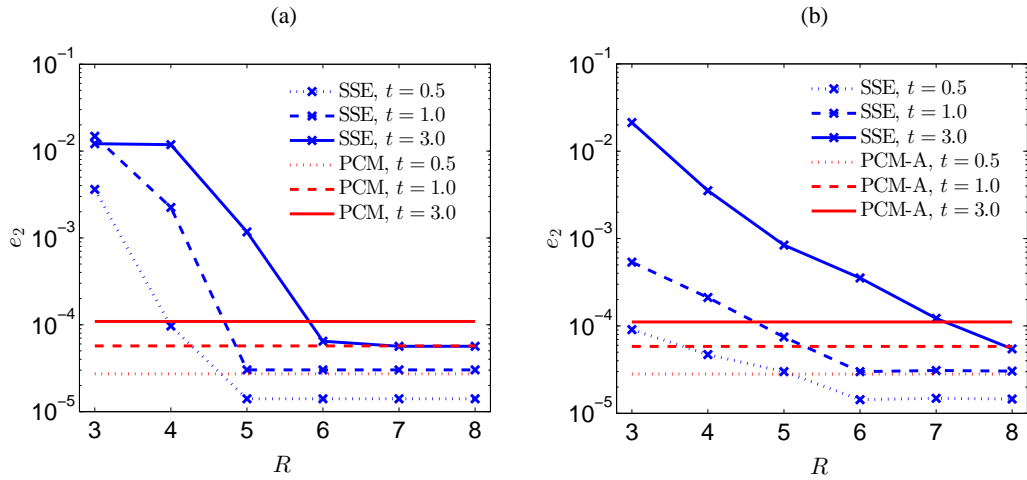 (a)
10^{-1}
10^{-2}
10^{-3}
10^{-4}
10^{-5}
e_2
SSE, t = 0.5
SSE, t = 1.0
SSE, t = 3.0
PCM, t = 0.5
PCM, t = 1.0
PCM, t = 3.0
3 4 5 6 7 8
R
(b)
10^{-1}
10^{-2}
10^{-3}
10^{-4}
10^{-5}
e_2
SSE, t = 0.5
SSE, t = 1.0
SSE, t = 3.0
PCM-A, t = 0.5
PCM-A, t = 1.0
PCM-A, t = 3.0
3 4 5 6 7 8
R